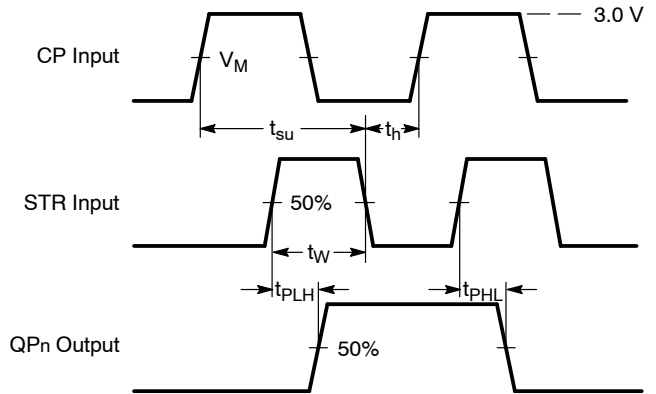 3.0 V
CP Input
VM
tsu
th
STR Input
50%
tW
tPLH
tPHL
QPn Output
50%